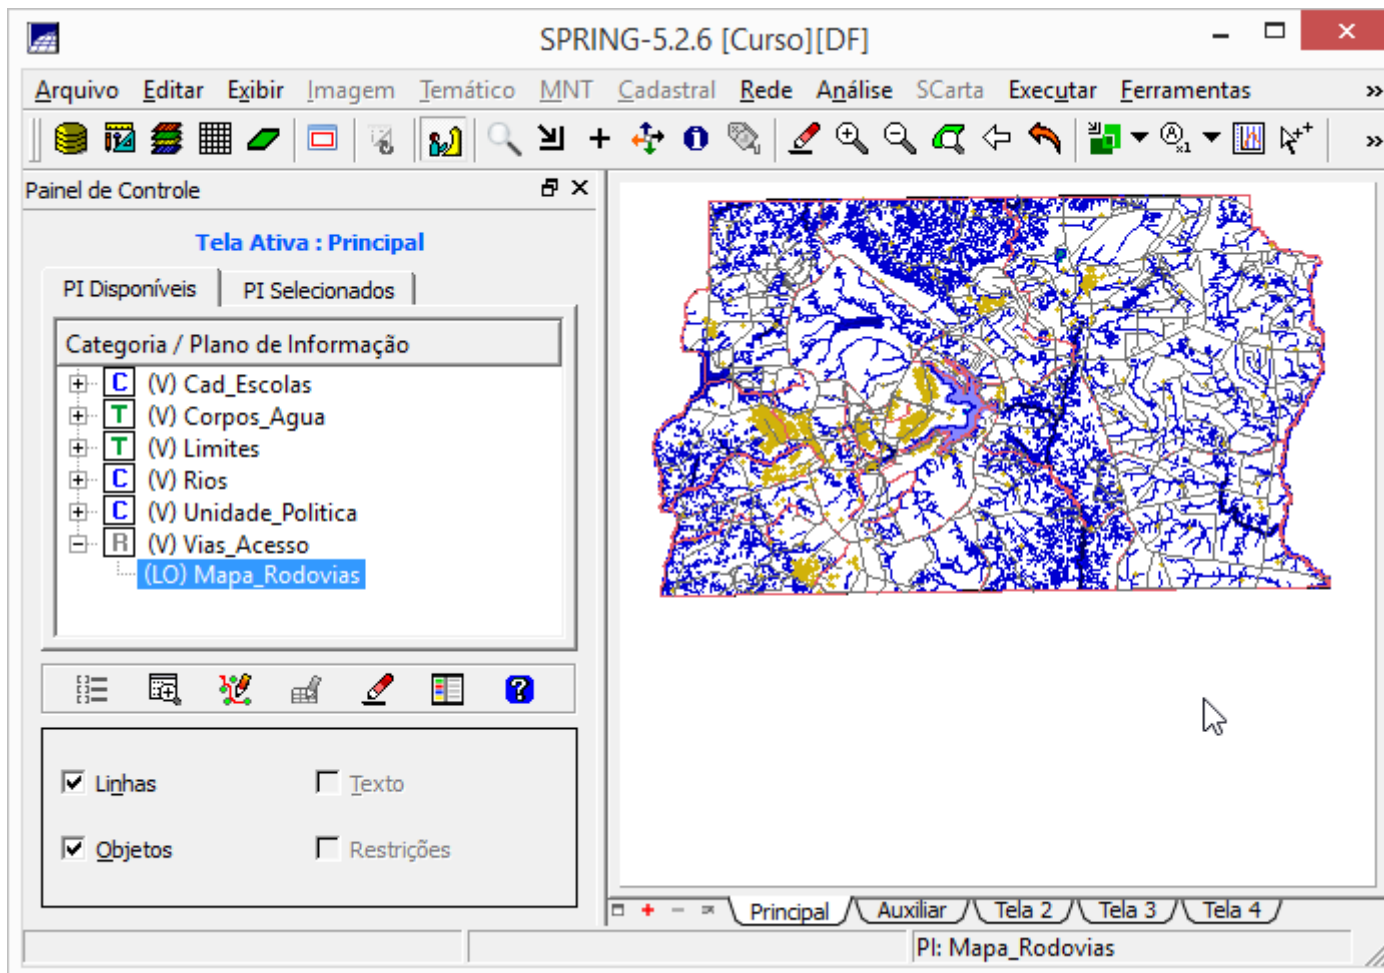 SPRING-5.2.6 [Curso][DF]
Arquivo Editar Exibir Imagem Temático MNT Cadastral Rede Análise SCarta Executar Ferramentas »
Painel de Controle
Tela Ativa : Principal
PI Disponíveis PI Selecionados
Categoria / Plano de Informação
C (V) Cad_Escolas
T (V) Corpos_Agua
T (V) Limites
C (V) Rios
C (V) Unidade_Politica
R (V) Vias_Acesso
(LO) Mapa_Rodovias
Linhas Texto
Objetos Restrições
Principal Auxiliar Tela 2 Tela 3 Tela 4
PI: Mapa_Rodovias